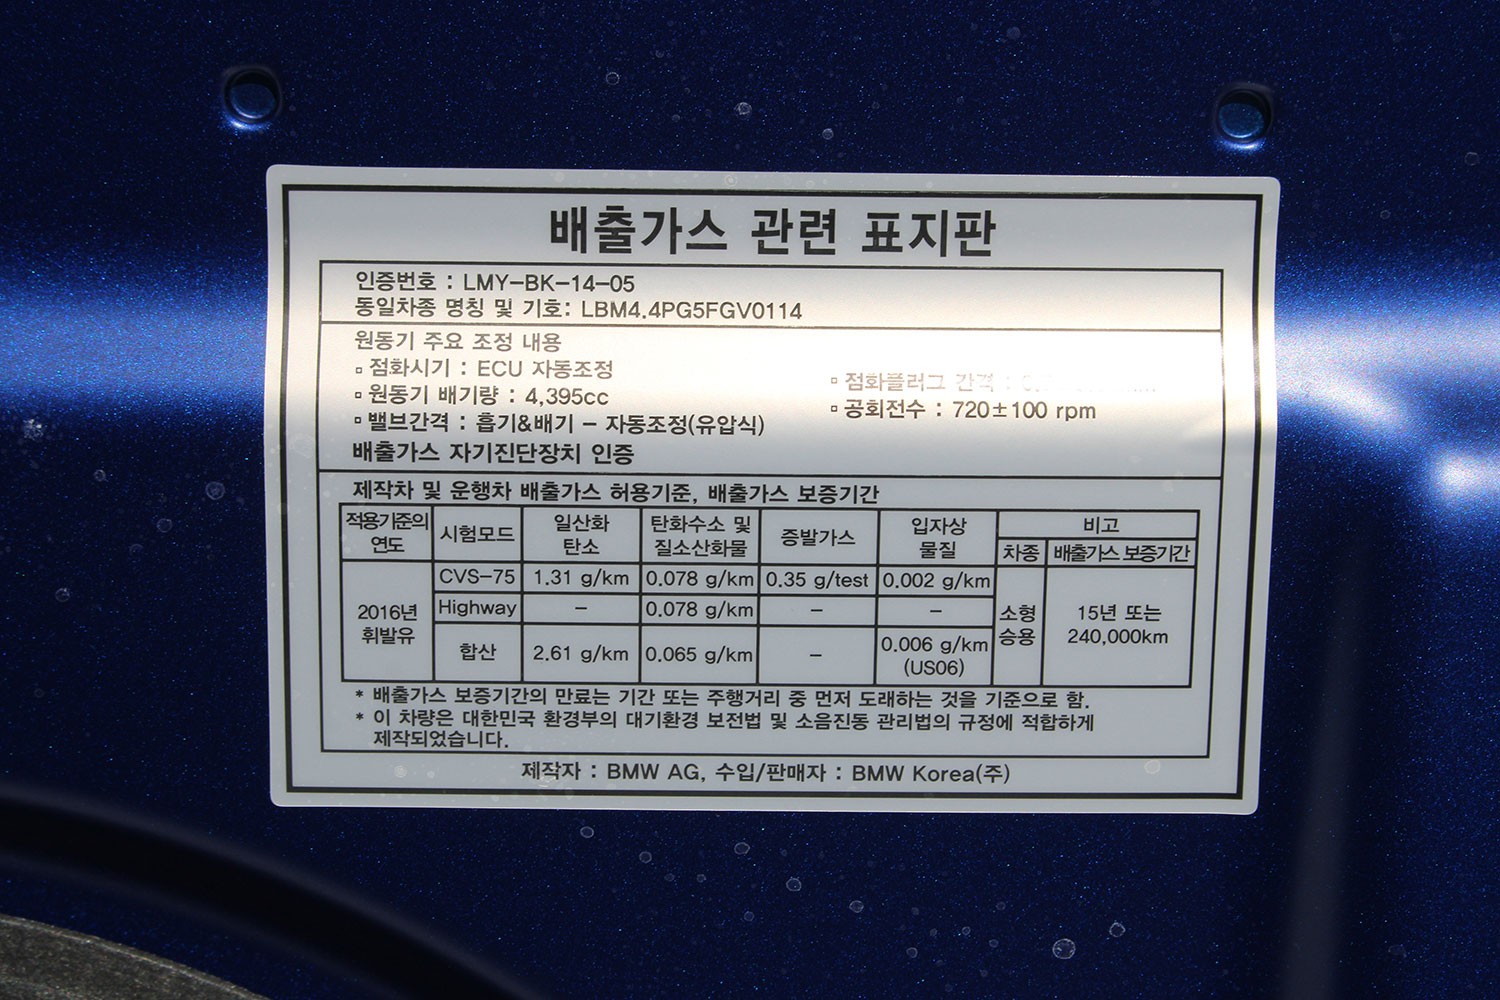 배출가스 관련 표지판
인증번호 : LMY-BK-14-05
동일차종 명칭 및 기호: LBM4.4PG5FGV0114
원동기 주요 조정 내용
▫ 점화시기 : ECU 자동조정
▫ 점화플러그 간격 :
▫ 원동기 배기량 : 4,395cc
▫ 공회전수 : 720±100 rpm
▫ 밸브간격 : 흡기&배기 - 자동조정(유압식)
배출가스 자기진단장치 인증
제작차 및 운행차 배출가스 허용기준, 배출가스 보증기간
적용기준의 연도 시험모드 일산화 탄소 탄화수소 및 질소산화물 증발가스 입자상 물질 비고
차종 배출가스 보증기간
2016년 휘발유 CVS-75 1.31 g/km 0.078 g/km 0.35 g/test 0.002 g/km 소형 승용 15년 또는 240,000km
Highway - 0.078 g/km - -
합산 2.61 g/km 0.065 g/km - 0.006 g/km (US06)
* 배출가스 보증기간의 만료는 기간 또는 주행거리 중 먼저 도래하는 것을 기준으로 함.
* 이 차량은 대한민국 환경부의 대기환경 보전법 및 소음진동 관리법의 규정에 적합하게
제작되었습니다.
제작자 : BMW AG, 수입/판매자 : BMW Korea(주)